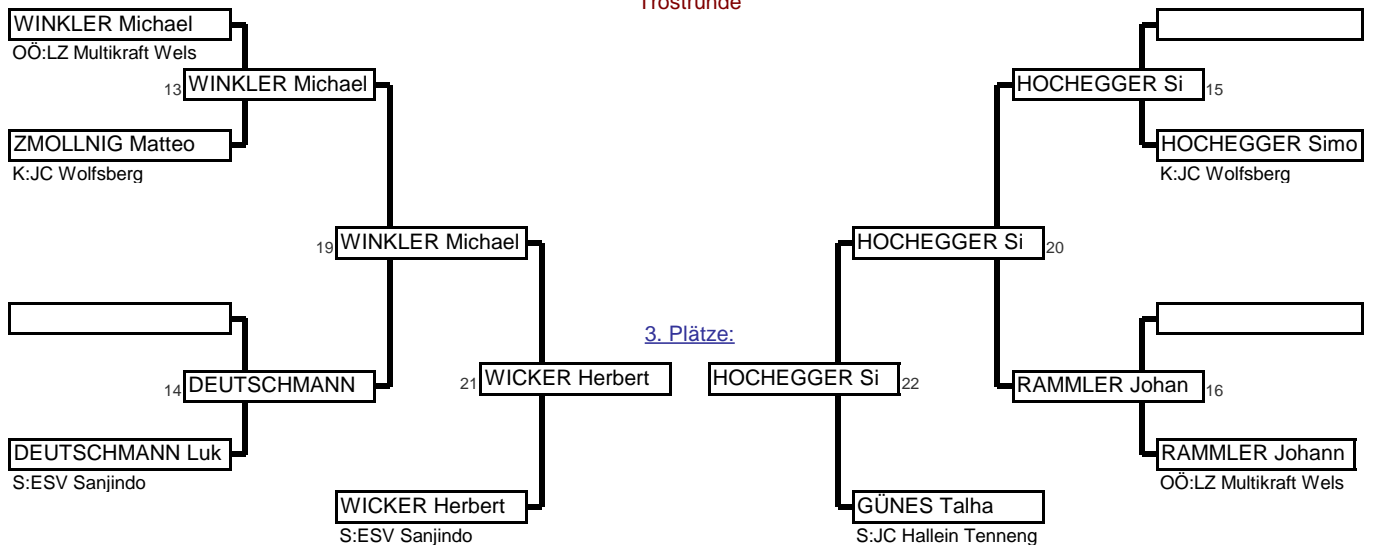 Trostrunde
WINKLER Michael
OÖ:LZ Multikraft Wels
13 WINKLER Michael
HOCHEGGER Si 15
ZMOLLNIG Matteo
K:JC Wolfsberg
HOCHEGGER Simo
K:JC Wolfsberg
19 WINKLER Michael
HOCHEGGER Si 20
3. Plätze:
14 DEUTSCHMANN
21 WICKER Herbert
HOCHEGGER Si 22
RAMMLER Johan 16
DEUTSCHMANN Luk
S:ESV Sanjindo
RAMMLER Johann
OÖ:LZ Multikraft Wels
WICKER Herbert
S:ESV Sanjindo
GÜNES Talha
S:JC Hallein Tenneng